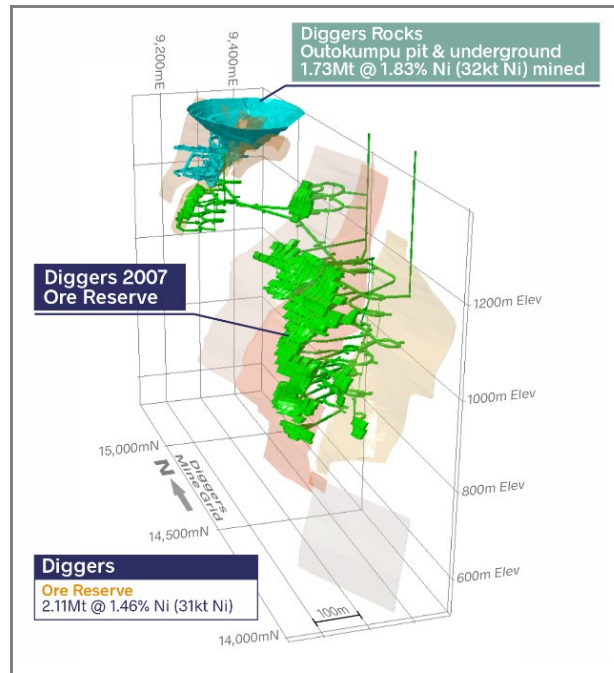 Diggers Rocks
Outokumpu pit & underground
1.73Mt @ 1.83% Ni (32kt Ni) mined
9,200mE
9,400mE
Diggers 2007
Ore Reserve
1200m Elev
1000m Elev
800m Elev
600m Elev
15,000mN
Diggers
Mine Grid
N
14,500mN
14,000mN
100m
Diggers
Ore Reserve
2.11Mt @ 1.46% Ni (31kt Ni)